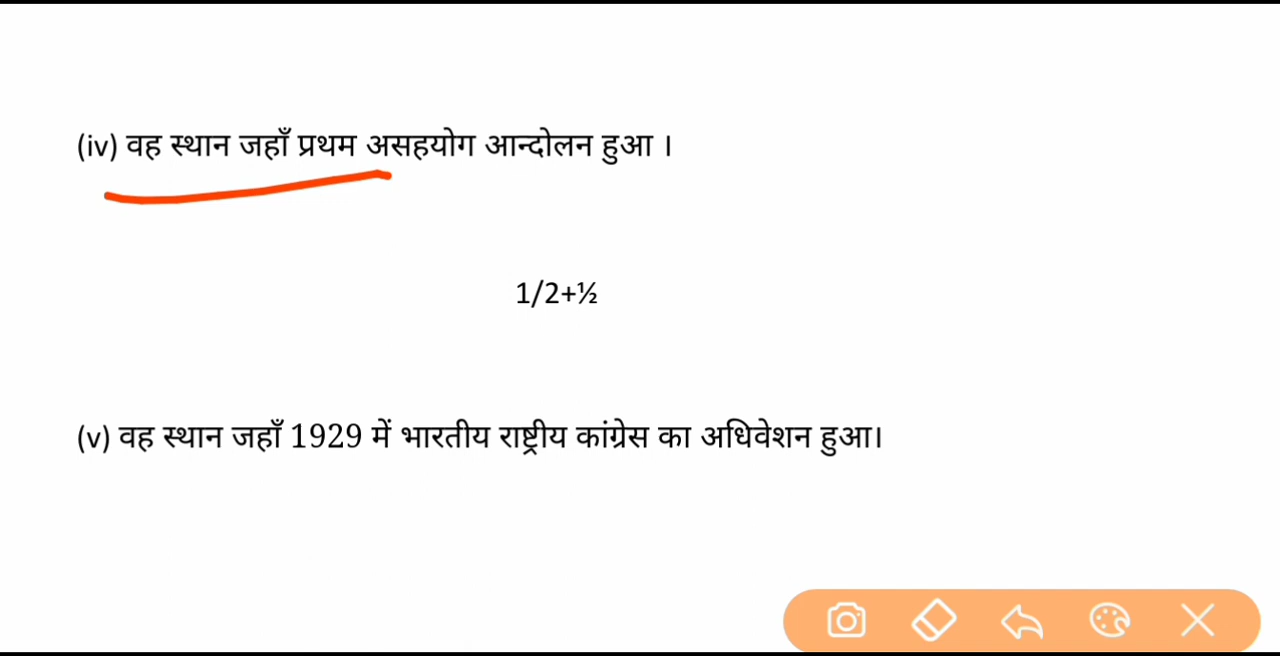 (iv) वह स्थान जहाँ प्रथम असहयोग आन्दोलन हुआ ।
1/2+½
(v) वह स्थान जहाँ 1929 में भारतीय राष्ट्रीय कांग्रेस का अधिवेशन हुआ।